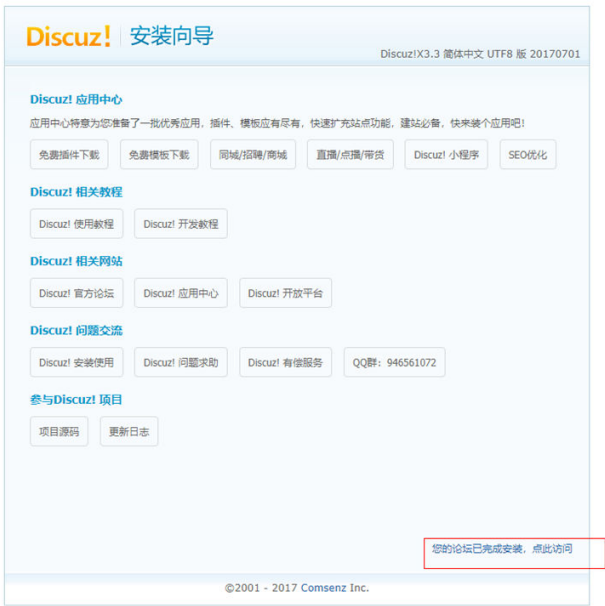 Discuz! 安装向导
Discuz!X3.3 简体中文 UTF8 版 20170701
Discuz! 应用中心
应用中心特意为您准备了一批优秀应用，插件、模板应有尽有，快速扩充站点功能，建站必备，快来装个应用吧！
免费插件下载 免费模板下载 同城/招聘/商城 直播/点播/带货 Discuz! 小程序 SEO优化
Discuz! 相关教程
Discuz! 使用教程 Discuz! 开发教程
Discuz! 相关网站
Discuz! 官方论坛 Discuz! 应用中心 Discuz! 开放平台
Discuz! 问题交流
Discuz! 安装使用 Discuz! 问题求助 Discuz! 有偿服务 QQ群：946561072
参与Discuz! 项目
项目源码 更新日志
您的论坛已完成安装，点此访问
©2001 - 2017 Comsenz Inc.